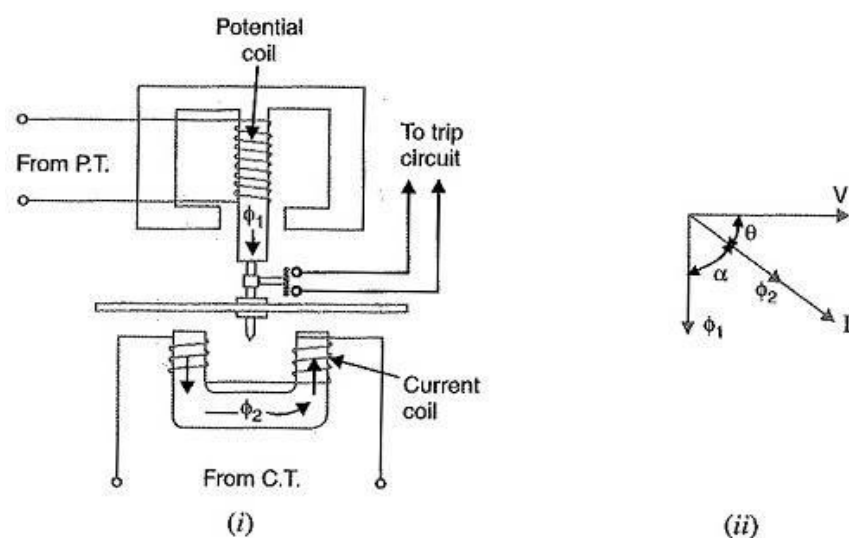 Potential
coil
To trip
circuit
From P.T.
ϕ₁
V
θ
α
ϕ₂
I
ϕ₁
ϕ₂
Current
coil
From C.T.
(i)
(ii)